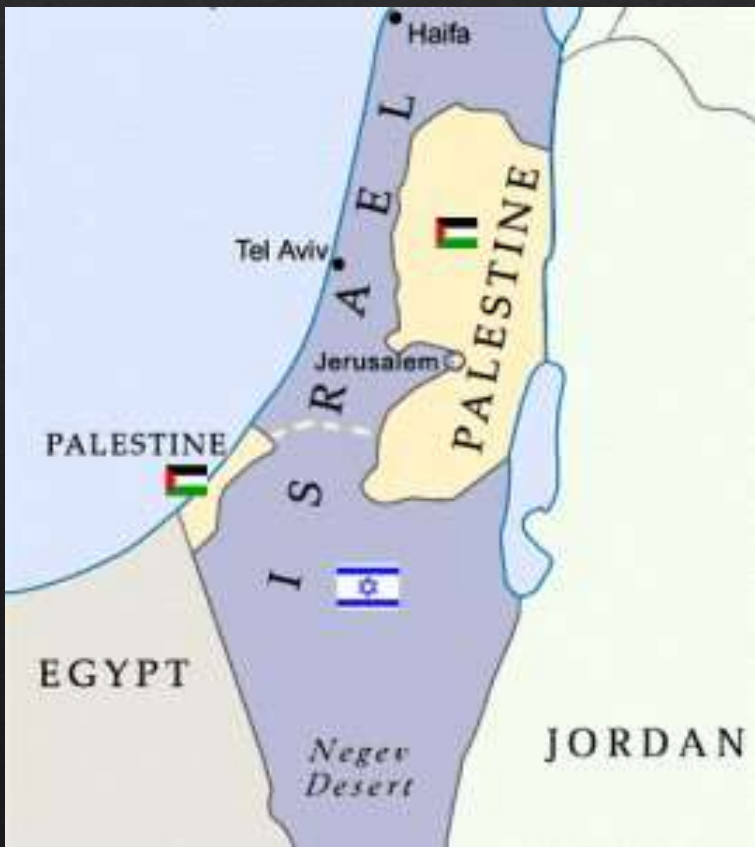 Haifa
ISRAEL
Tel Aviv
PALESTINE
Jerusalem
PALESTINE
EGYPT
Negev
Desert
JORDAN